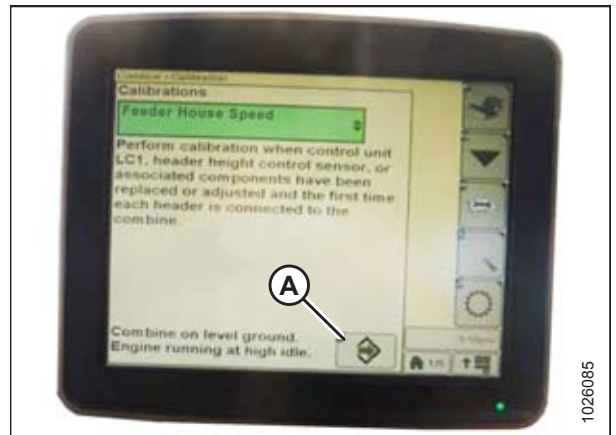 Combine - Calibration
Calibrations
Feeder House Speed
Perform calibration when control unit
LC1, header height control sensor, or
associated components have been
replaced or adjusted and the first time
each header is connected to the
combine.
A
Combine on level ground.
Engine running at high idle.
1026085